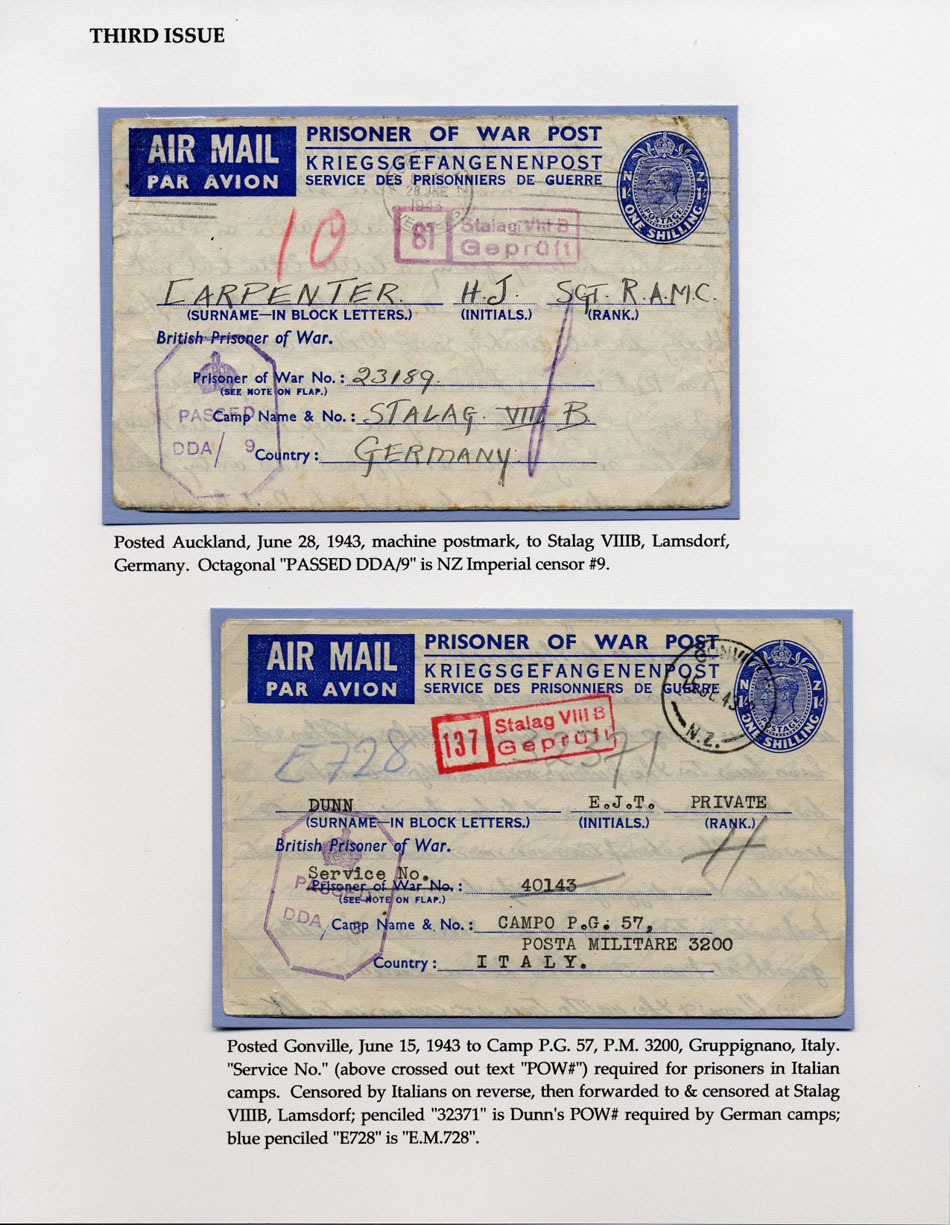 THIRD ISSUE
AIR MAIL
PAR AVION
PRISONER OF WAR POST
KRIEGSGEFANGENENPOST
SERVICE DES PRISONNIERS DE GUERRE
N Z
1/- 1/-
POSTAGE
ONE SHILLING
1943
10
81 Stalag VIII B
Geprüft
CARPENTER. H.J. SGT. R.A.M.C.
(SURNAME—IN BLOCK LETTERS.) (INITIALS.) (RANK.)
British Prisoner of War.
Prisoner of War No.: 23189.
(SEE NOTE ON FLAP.)
PASSED
DDA/ 9
Camp Name & No.: STALAG. VIII B
Country: GERMANY
Posted Auckland, June 28, 1943, machine postmark, to Stalag VIIIB, Lamsdorf,
Germany. Octagonal "PASSED DDA/9" is NZ Imperial censor #9.
AIR MAIL
PAR AVION
PRISONER OF WAR POST
KRIEGSGEFANGENENPOST
SERVICE DES PRISONNIERS DE GUERRE
N Z
1/- 1/-
POSTAGE
ONE SHILLING
N.Z.
137 Stalag VIII B
Geprüft
E728
32371
DUNN E.J.T. PRIVATE
(SURNAME—IN BLOCK LETTERS.) (INITIALS.) (RANK.)
British Prisoner of War.
Service No.
Prisoner of War No.: 40143
(SEE NOTE ON FLAP.)
PASSED
DDA/
Camp Name & No.: CAMPO P.G. 57,
POSTA MILITARE 3200
Country: ITALY.
Posted Gonville, June 15, 1943 to Camp P.G. 57, P.M. 3200, Gruppignano, Italy.
"Service No." (above crossed out text "POW#") required for prisoners in Italian
camps. Censored by Italians on reverse, then forwarded to & censored at Stalag
VIIIB, Lamsdorf; penciled "32371" is Dunn's POW# required by German camps;
blue penciled "E728" is "E.M.728".